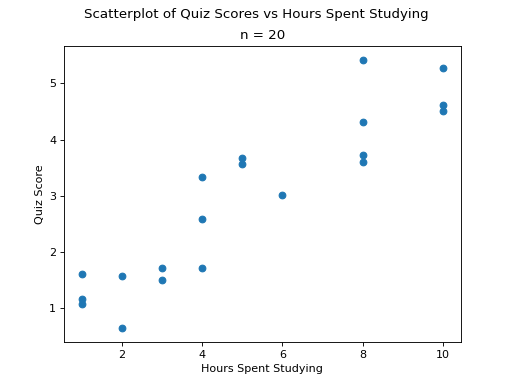 Scatterplot of Quiz Scores vs Hours Spent Studying
n = 20
5
4
3
2
1
Quiz Score
2 4 6 8 10
Hours Spent Studying